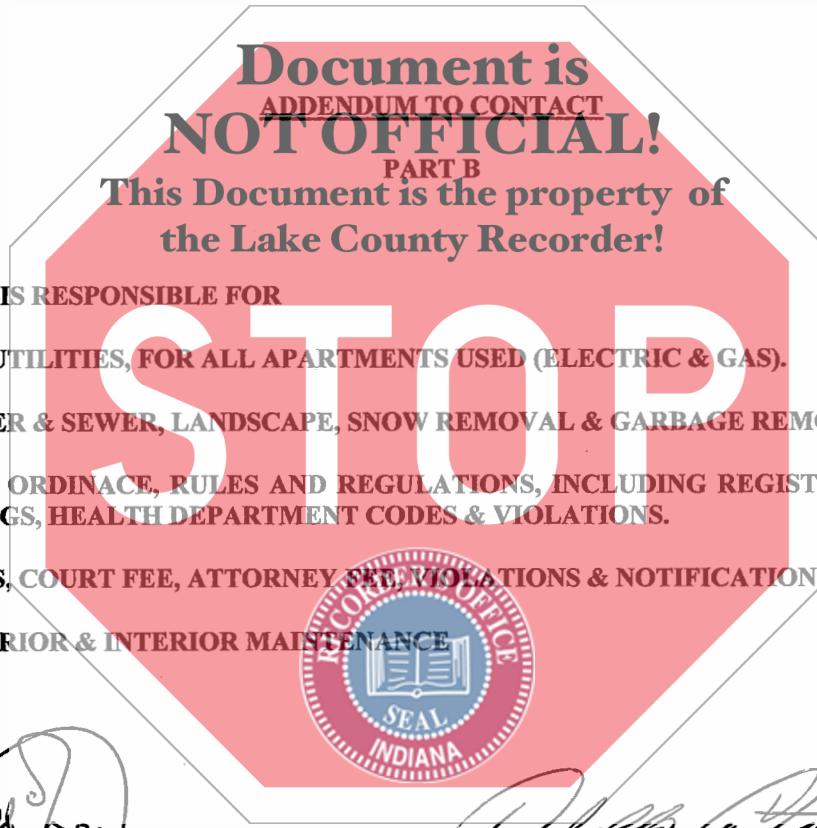 Document is
ADDENDUM TO CONTACT
NOT OFFICIAL!
PART B
This Document is the property of
the Lake County Recorder!
IS RESPONSIBLE FOR
UTILITIES, FOR ALL APARTMENTS USED (ELECTRIC & GAS).
ER & SEWER, LANDSCAPE, SNOW REMOVAL & GARBAGE REMO
ORDINACE, RULES AND REGULATIONS, INCLUDING REGIST
GS, HEALTH DEPARTMENT CODES & VIOLATIONS.
S, COURT FEE, ATTORNEY FEE, VIOLATIONS & NOTIFICATION
RIOR & INTERIOR MAINTENANCE
STOP
RECORDER'S OFFICE
SEAL
INDIANA